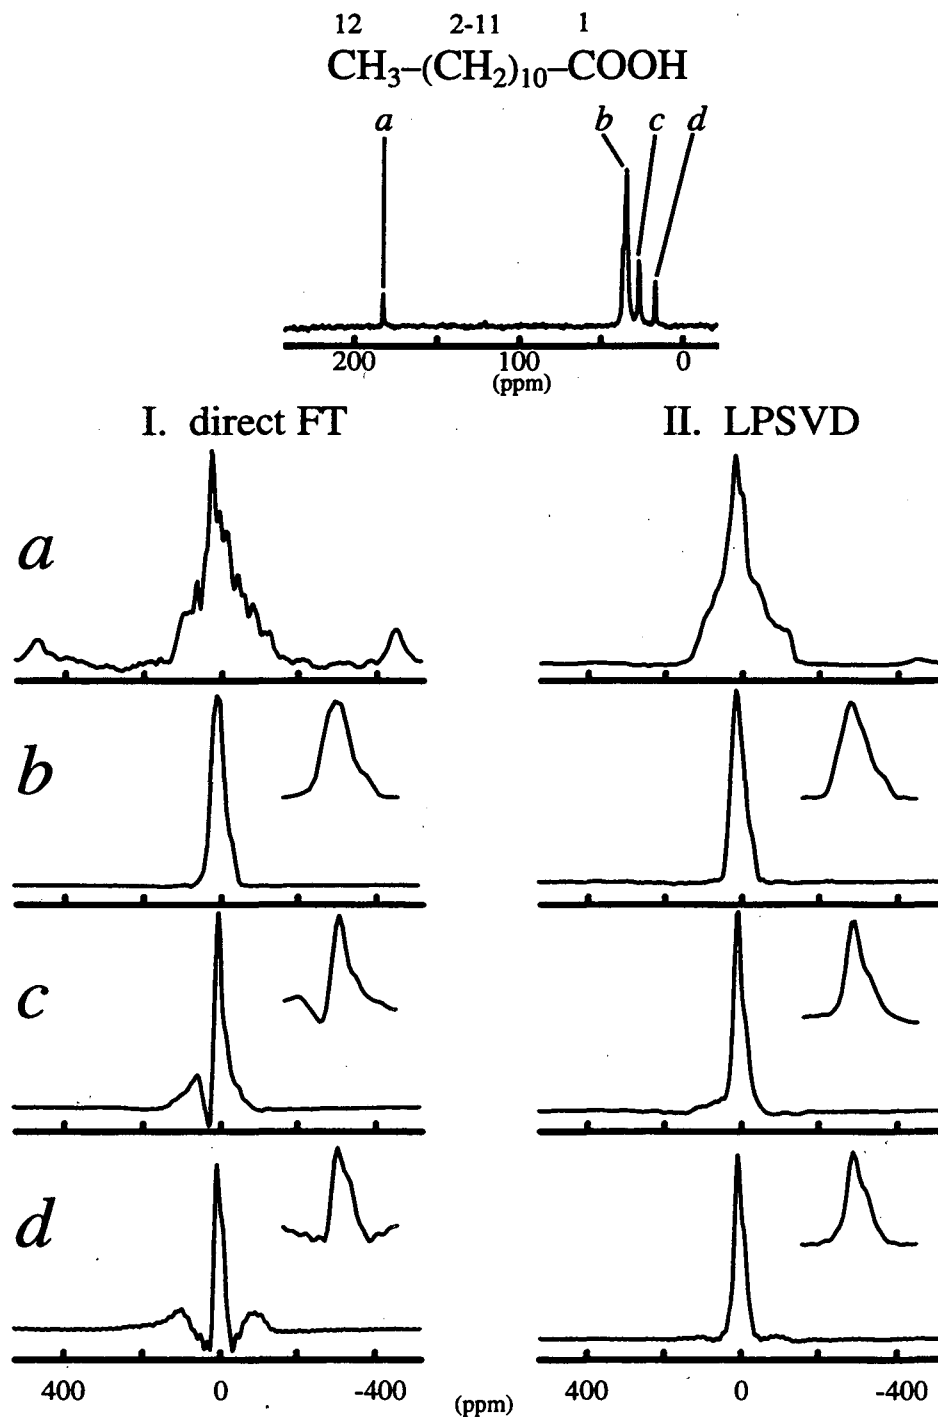 12 2-11 1
CH₃–(CH₂)₁₀–COOH
a b c d
200 100 0
(ppm)
I. direct FT II. LPSVD
a
b
c
d
400 0 -400 400 0 -400
(ppm)